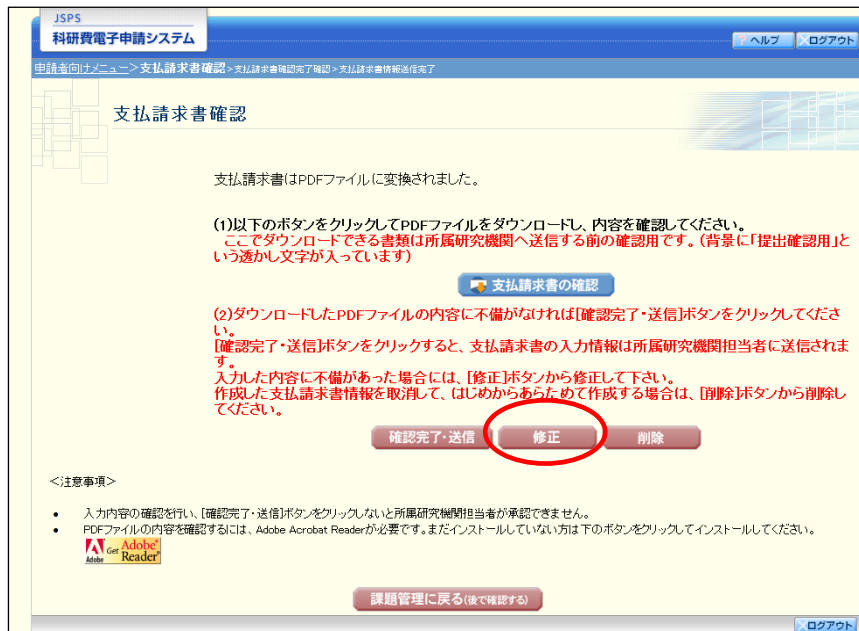 JSPS
科研費電子申請システム
ヘルプ
ログアウト
申請者向けメニュー>支払請求書確認>支払請求書確認完了確認>支払請求書情報送信完了
支払請求書確認
支払請求書はPDFファイルに変換されました。
(1)以下のボタンをクリックしてPDFファイルをダウンロードし、内容を確認してください。
ここでダウンロードできる書類は所属研究機関へ送信する前の確認用です。(背景に「提出確認用」と
いう透かし文字が入っています)
支払請求書の確認
(2)ダウンロードしたPDFファイルの内容に不備がなければ[確認完了・送信]ボタンをクリックしてくださ
い。
[確認完了・送信]ボタンをクリックすると、支払請求書の入力情報は所属研究機関担当者に送信されま
す。
入力した内容に不備があった場合には、[修正]ボタンから修正して下さい。
作成した支払請求書情報を取消して、はじめからあらためて作成する場合は、[削除]ボタンから削除し
てください。
確認完了・送信
修正
削除
<注意事項>
• 入力内容の確認を行い、[確認完了・送信]ボタンをクリックしないと所属研究機関担当者が承認できません。
• PDFファイルの内容を確認するには、Adobe Acrobat Readerが必要です。まだインストールしていない方は下のボタンをクリックしてインストールしてください。
Adobe Get Adobe® Reader®
課題管理に戻る(後で確認する)
ログアウト